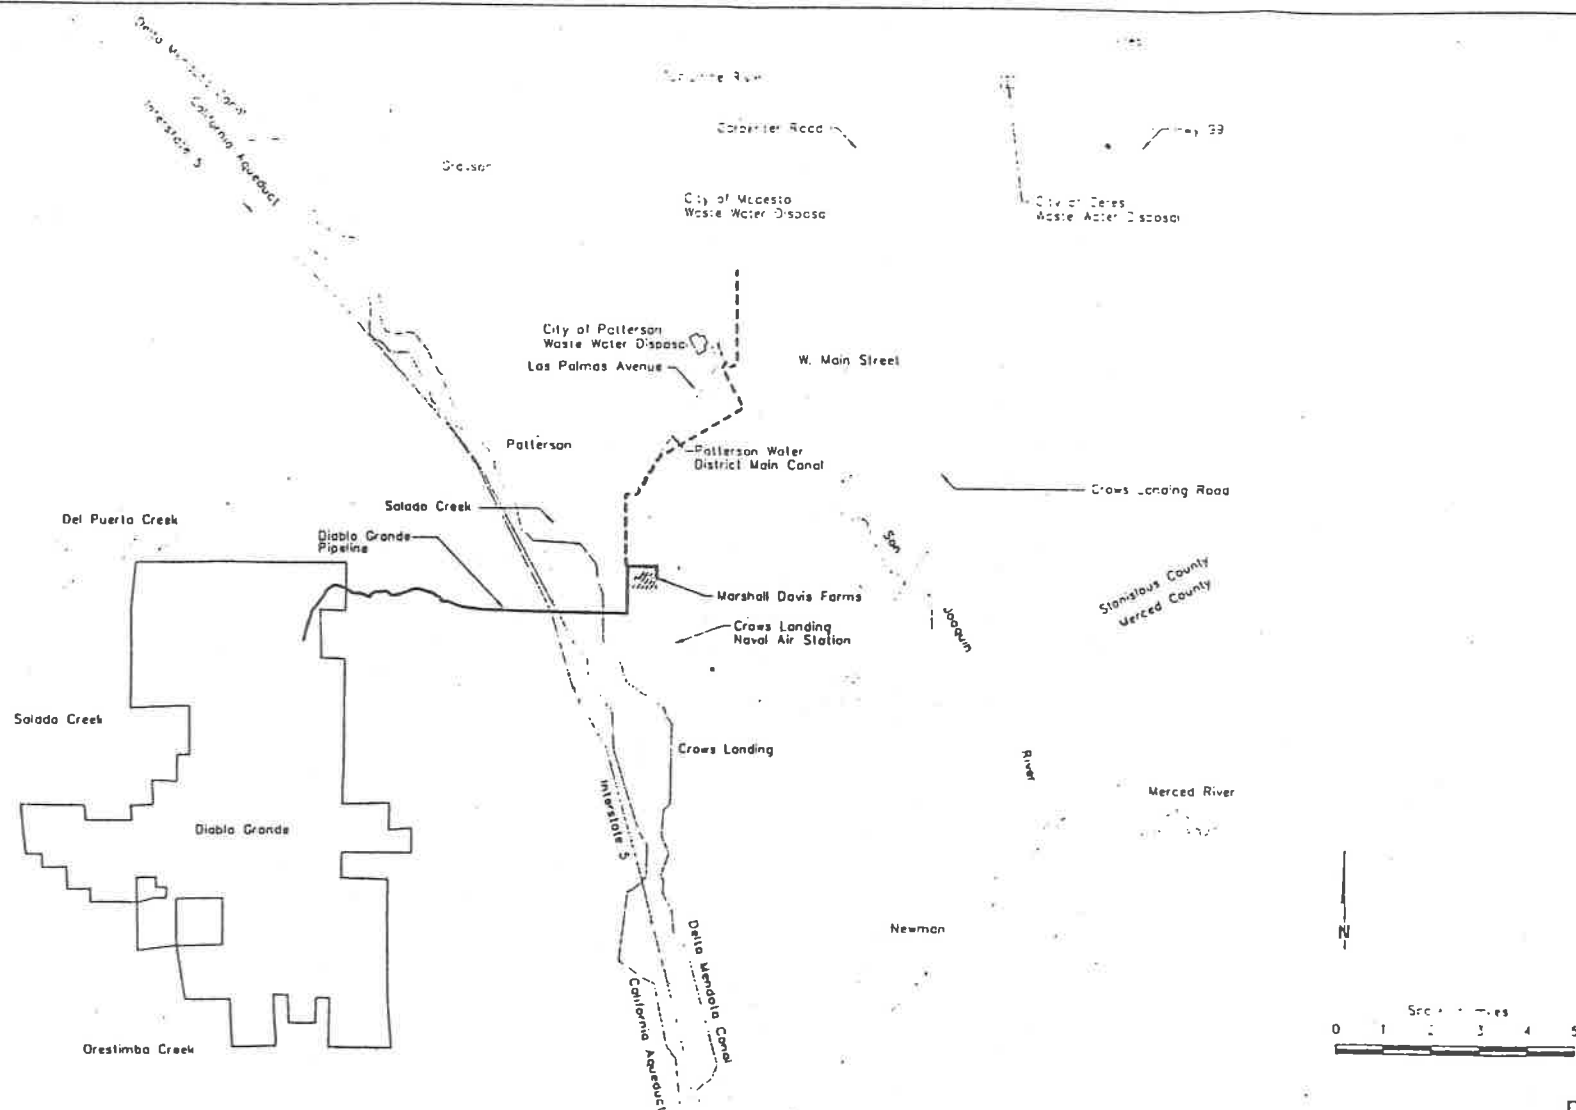 Delta Mendota Canal
California Aqueduct
Interstate 5
Carpenter Road
Hwy 99
Grayson
City of Modesto
Waste Water Disposal
City of Ceres
Waste Water Disposal
City of Patterson
Waste Water Disposal
Las Palmas Avenue
W. Main Street
Patterson
Patterson Water
District Main Canal
Crows Landing Road
Salado Creek
Del Puerto Creek
Diablo Grande
Pipeline
San
Joaquin
River
Stanislaus County
Merced County
Marshall Davis Farms
Crows Landing
Naval Air Station
Salado Creek
Crows Landing
Interstate 5
Merced River
Diablo Grande
Newman
Delta Mendota Canal
California Aqueduct
Orestimba Creek
N
0 1 2 3 4 5